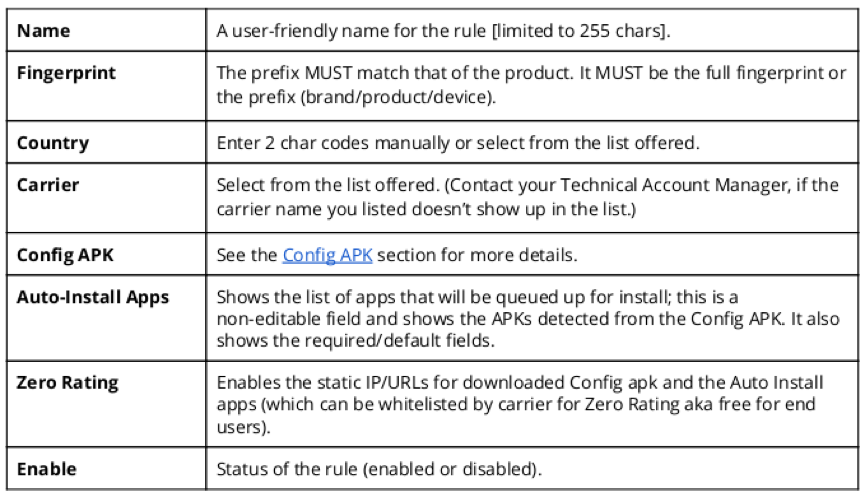 Name
A user-friendly name for the rule [limited to 255 chars].
Fingerprint
The prefix MUST match that of the product. It MUST be the full fingerprint or
the prefix (brand/product/device).
Country
Enter 2 char codes manually or select from the list offered.
Carrier
Select from the list offered. (Contact your Technical Account Manager, if the
carrier name you listed doesn’t show up in the list.)
Config APK
See the Config APK section for more details.
Auto-Install Apps
Shows the list of apps that will be queued up for install; this is a
non-editable field and shows the APKs detected from the Config APK. It also
shows the required/default fields.
Zero Rating
Enables the static IP/URLs for downloaded Config apk and the Auto Install
apps (which can be whitelisted by carrier for Zero Rating aka free for end
users).
Enable
Status of the rule (enabled or disabled).